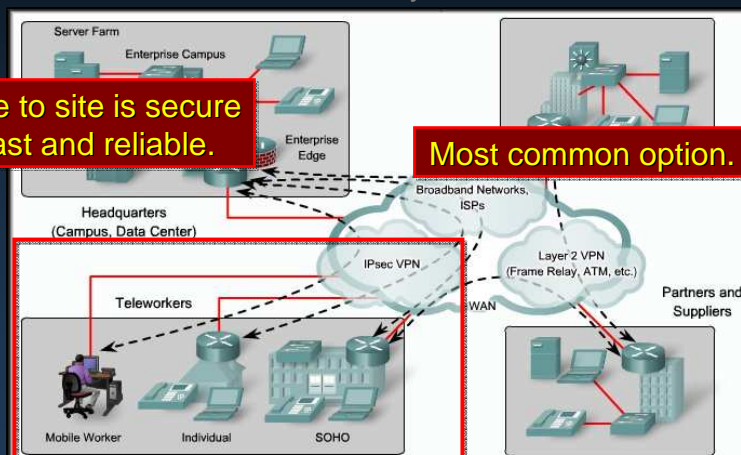 Server Farm
Enterprise Campus
e to site is secure
ast and reliable.
Enterprise
Edge
Most common option.
Broadband Networks,
ISPs
Headquarters
(Campus, Data Center)
IPsec VPN
Layer 2 VPN
(Frame Relay, ATM, etc.)
WAN
Teleworkers
Partners and
Suppliers
Mobile Worker
Individual
SOHO